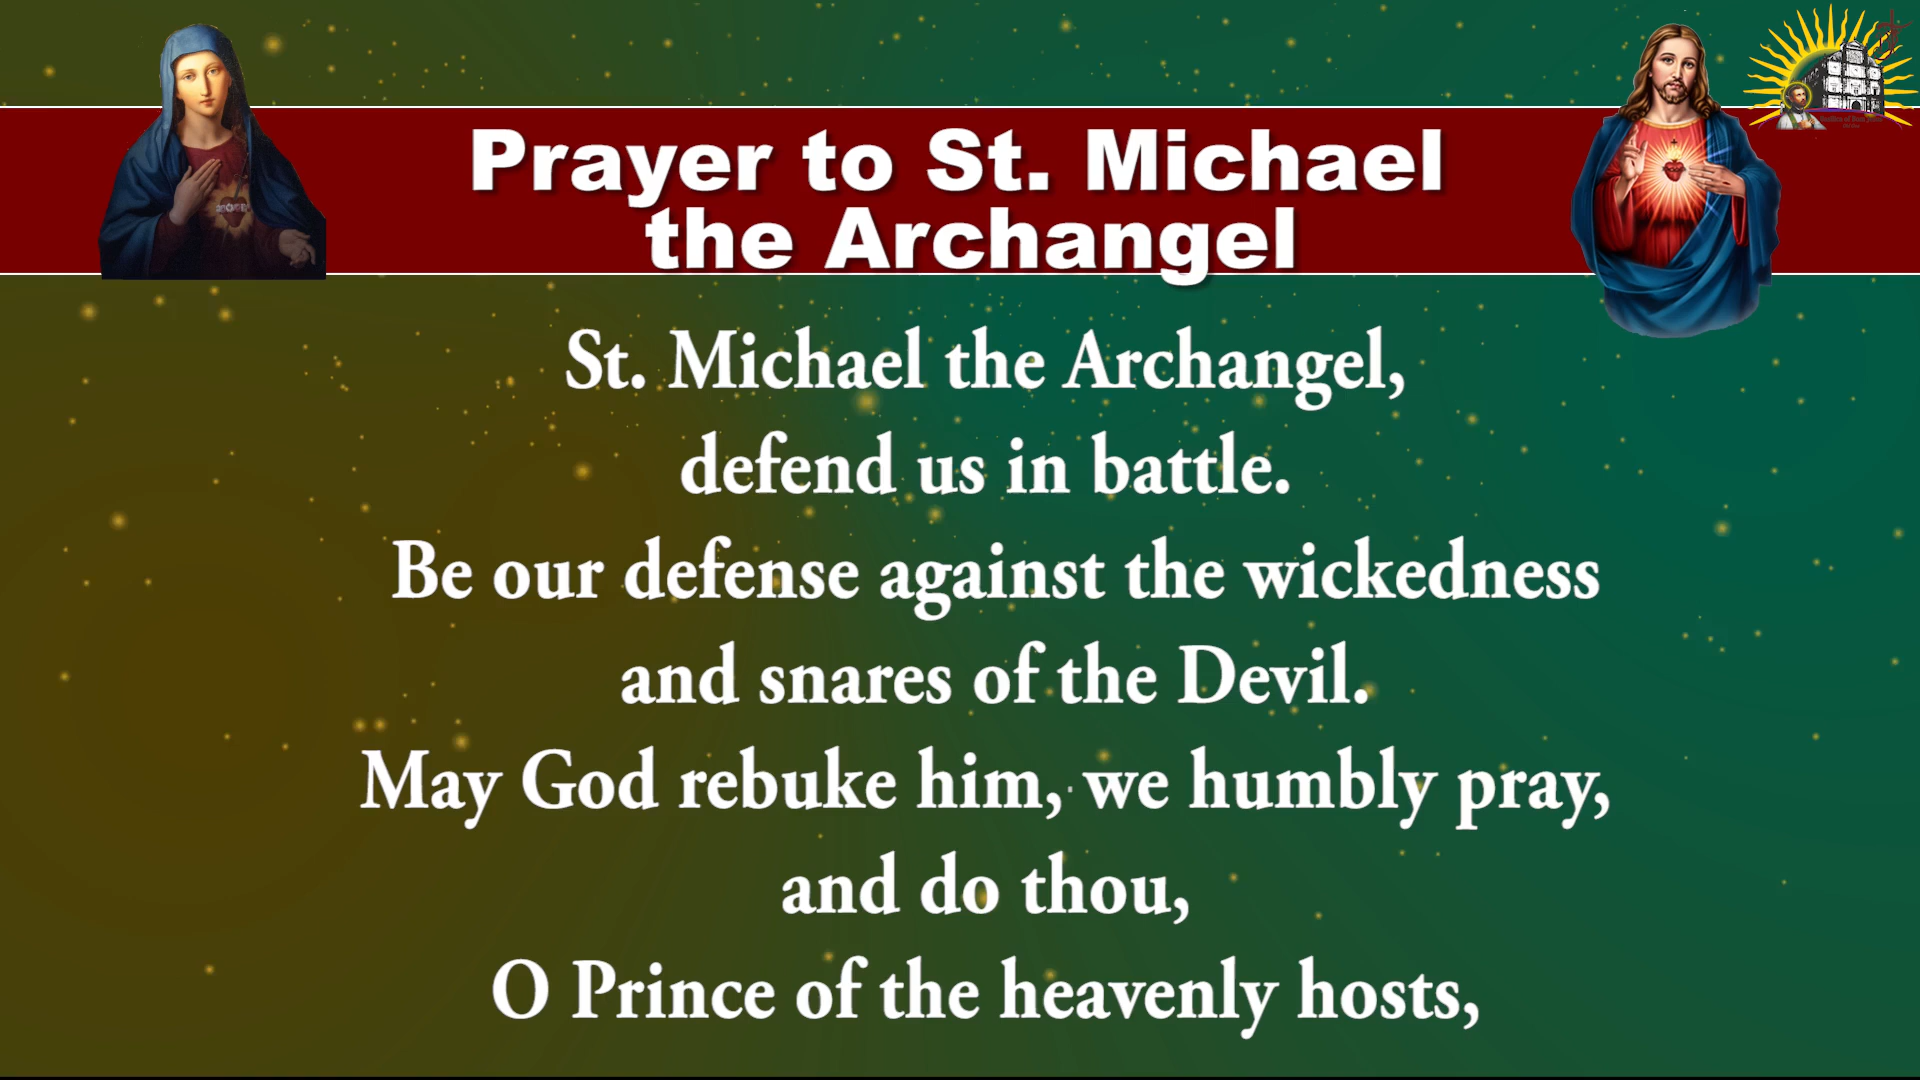 Prayer to St. Michael
the Archangel
St. Michael the Archangel,
defend us in battle.
Be our defense against the wickedness
and snares of the Devil.
May God rebuke him, we humbly pray,
and do thou,
O Prince of the heavenly hosts,